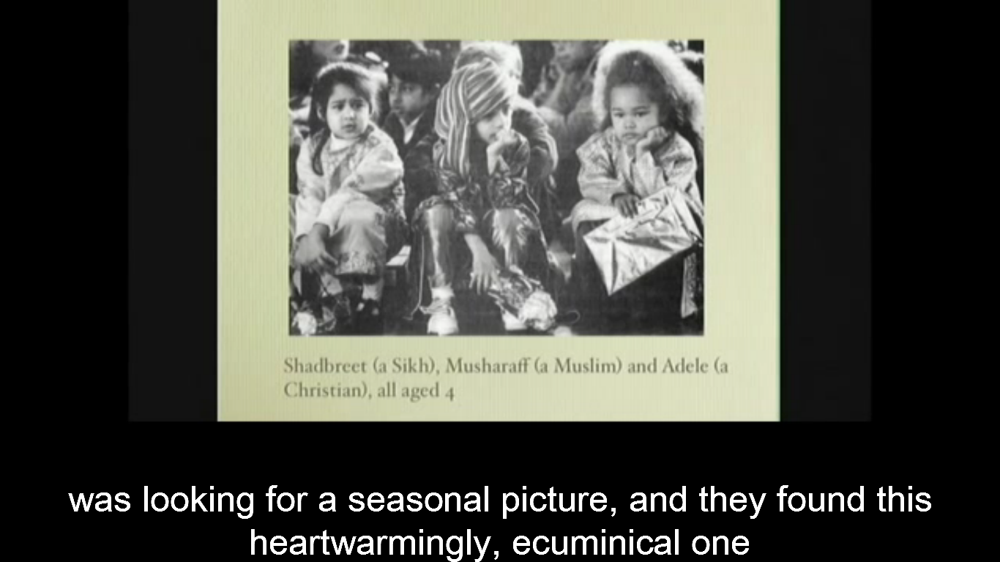 Shadbreet (a Sikh), Musharaff (a Muslim) and Adele (a
Christian), all aged 4
was looking for a seasonal picture, and they found this
heartwarmingly, ecuminical one